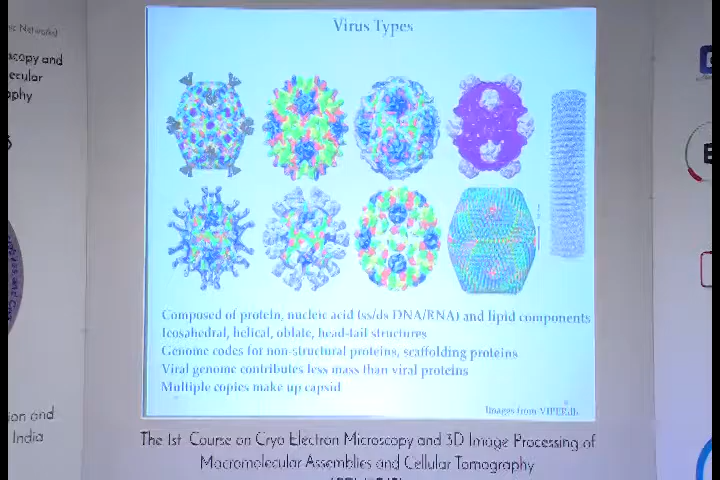 Virus Types
Composed of protein, nucleic acid (ss/ds DNA/RNA) and lipid components
Icosahedral, helical, oblate, head-tail structures
Genome codes for non-structural proteins, scaffolding proteins
Viral genome contributes less mass than viral proteins
Multiple copies make up capsid
Images from VIPERdb
The 1st Course on Cryo Electron Microscopy and 3D Image Processing of
Macromolecular Assemblies and Cellular Tomography
scopy and
ecular
aphy
ion and
India